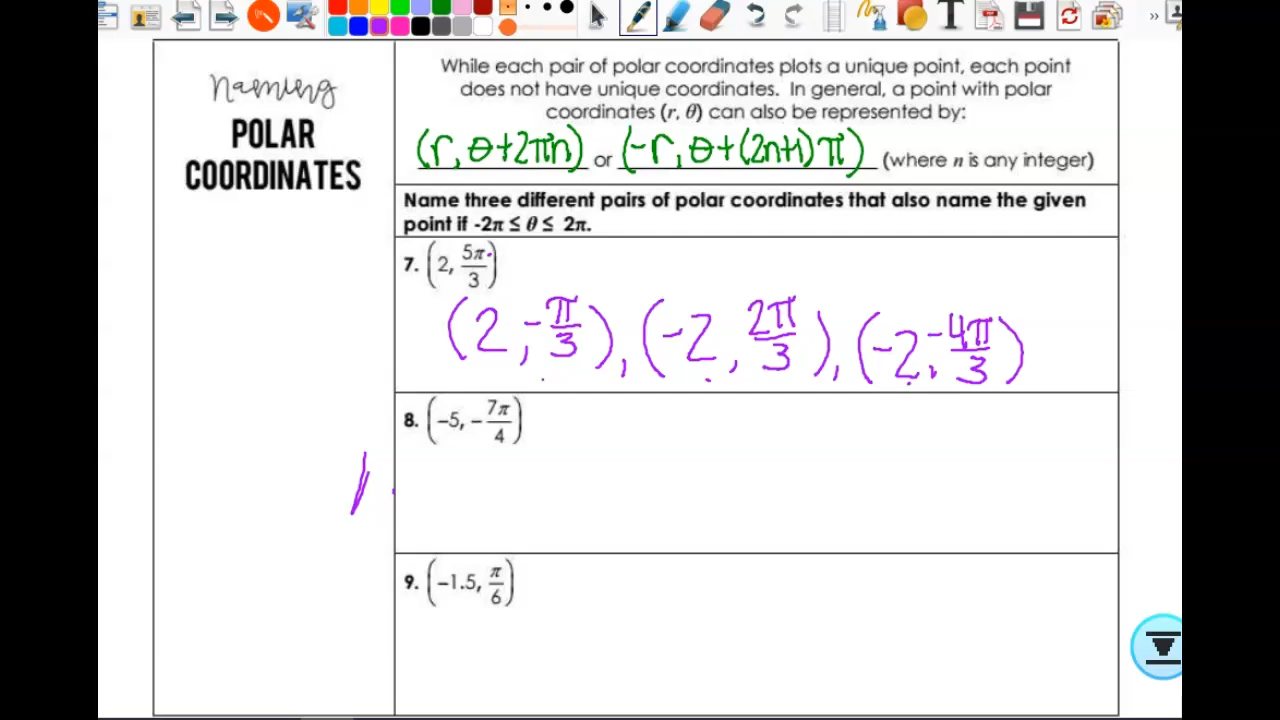 Naming
POLAR
COORDINATES
While each pair of polar coordinates plots a unique point, each point
does not have unique coordinates. In general, a point with polar
coordinates (r, θ) can also be represented by:
(r, θ+2πn) or (-r, θ+(2n+1)π) (where n is any integer)
Name three different pairs of polar coordinates that also name the given
point if -2π ≤ θ ≤ 2π.
7. (2, 5π/3)
(2, -π/3), (-2, 2π/3), (-2, -4π/3)
8. (-5, -7π/4)
9. (-1.5, π/6)